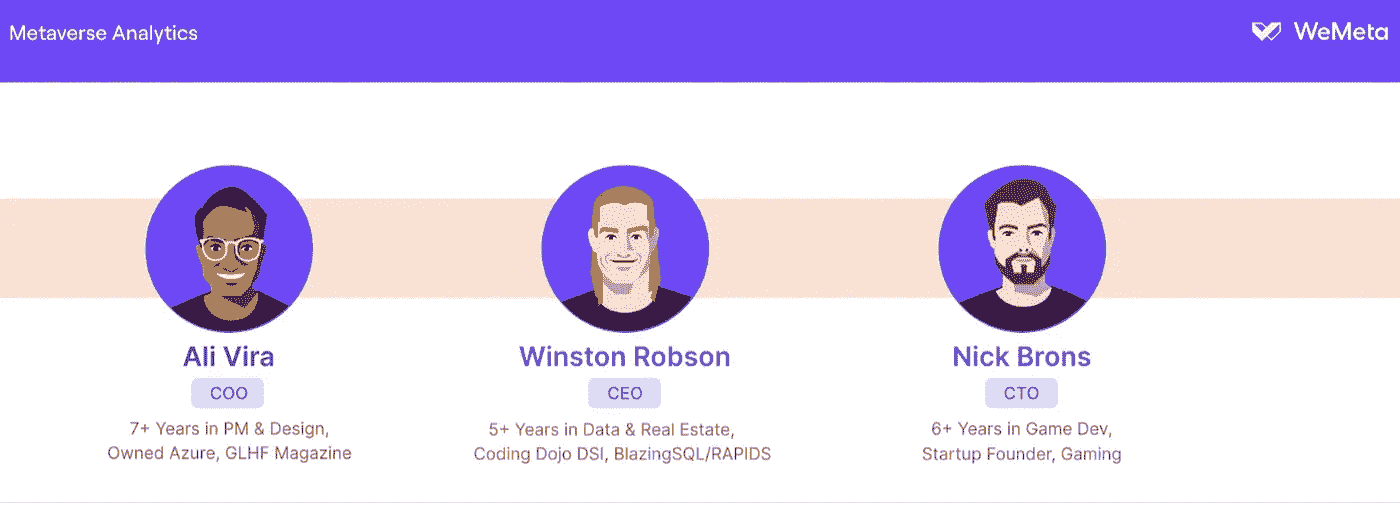 Metaverse Analytics
WeMeta
Ali Vira
COO
7+ Years in PM & Design,
Owned Azure, GLHF Magazine
Winston Robson
CEO
5+ Years in Data & Real Estate,
Coding Dojo DSI, BlazingSQL/RAPIDS
Nick Brons
CTO
6+ Years in Game Dev,
Startup Founder, Gaming